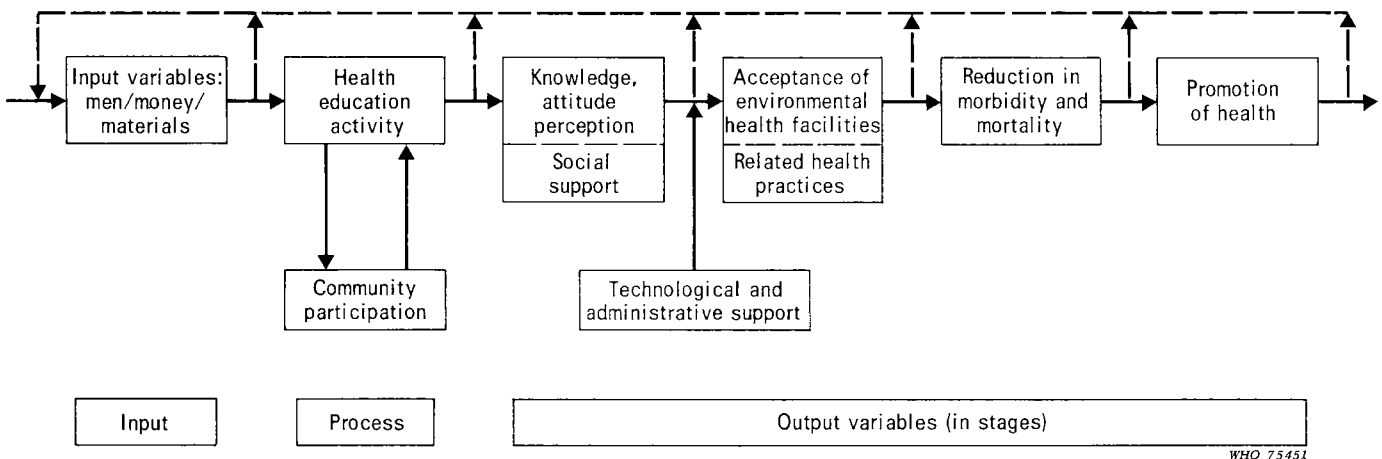 Input variables:
men/money/
materials
Health
education
activity
Knowledge,
attitude
perception
Social
support
Acceptance of
environmental
health facilities
Related health
practices
Reduction in
morbidity and
mortality
Promotion
of health
Community
participation
Technological and
administrative support
Input
Process
Output variables (in stages)
WHO 75451